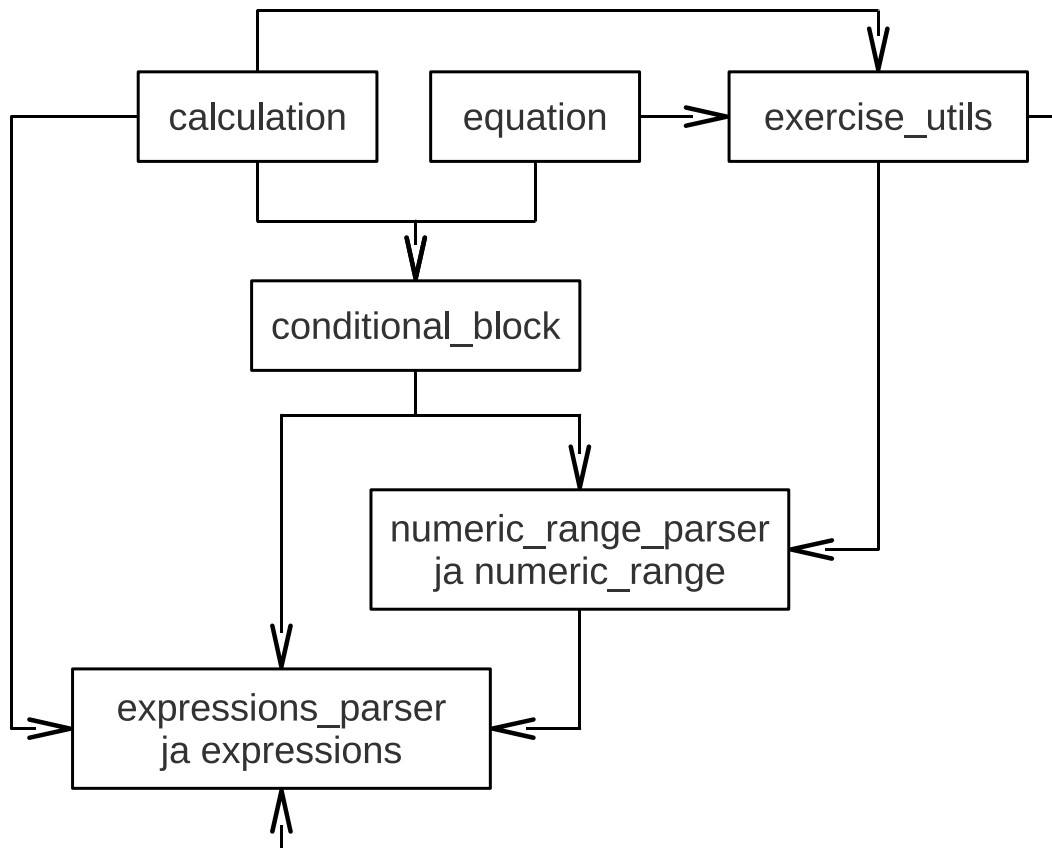 calculation
equation
exercise_utils
conditional_block
numeric_range_parser
ja numeric_range
expressions_parser
ja expressions